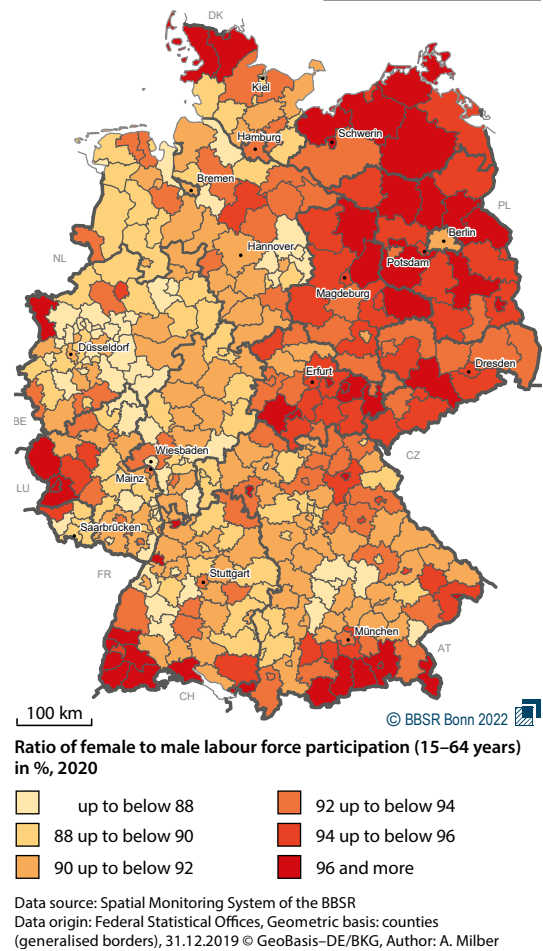 DK
Kiel
Hamburg
Schwerin
Bremen
PL
Berlin
NL
Hannover
Potsdam
Magdeburg
Düsseldorf
Erfurt
Dresden
BE
Wiesbaden
CZ
LU
Mainz
Saarbrücken
FR
Stuttgart
München
AT
CH
100 km
© BBSR Bonn 2022
Ratio of female to male labour force participation (15–64 years)
in %, 2020
up to below 88
88 up to below 90
90 up to below 92
92 up to below 94
94 up to below 96
96 and more
Data source: Spatial Monitoring System of the BBSR
Data origin: Federal Statistical Offices, Geometric basis: counties
(generalised borders), 31.12.2019 © GeoBasis–DE/BKG, Author: A. Milber